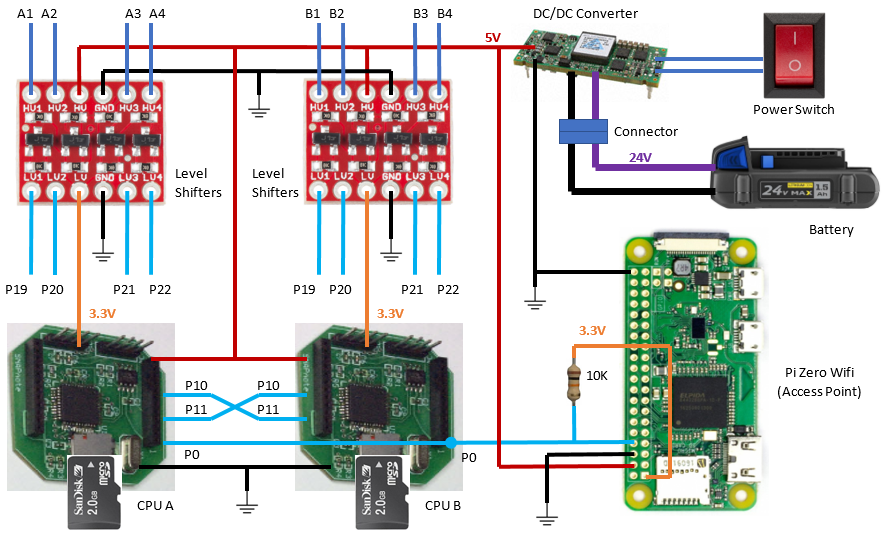 A1 A2 A3 A4 B1 B2 B3 B4
DC/DC Converter
5V
HV1 HV2 HV GND HV3 HV4
HV1 HV2 HV GND HV3 HV4
LV1 LV2 LV GND LV3 LV4
LV1 LV2 LV GND LV3 LV4
Level
Shifters
Level
Shifters
Power Switch
Connector
24V
24V MAX 1.5
Ah
Battery
P19 P20 P21 P22
P19 P20 P21 P22
3.3V
3.3V
3.3V
10K
Pi Zero Wifi
(Access Point)
P10 P10
P11 P11
P0
P0
SanDisk
2.0GB
micro
SanDisk
2.0GB
micro
CPU A
CPU B